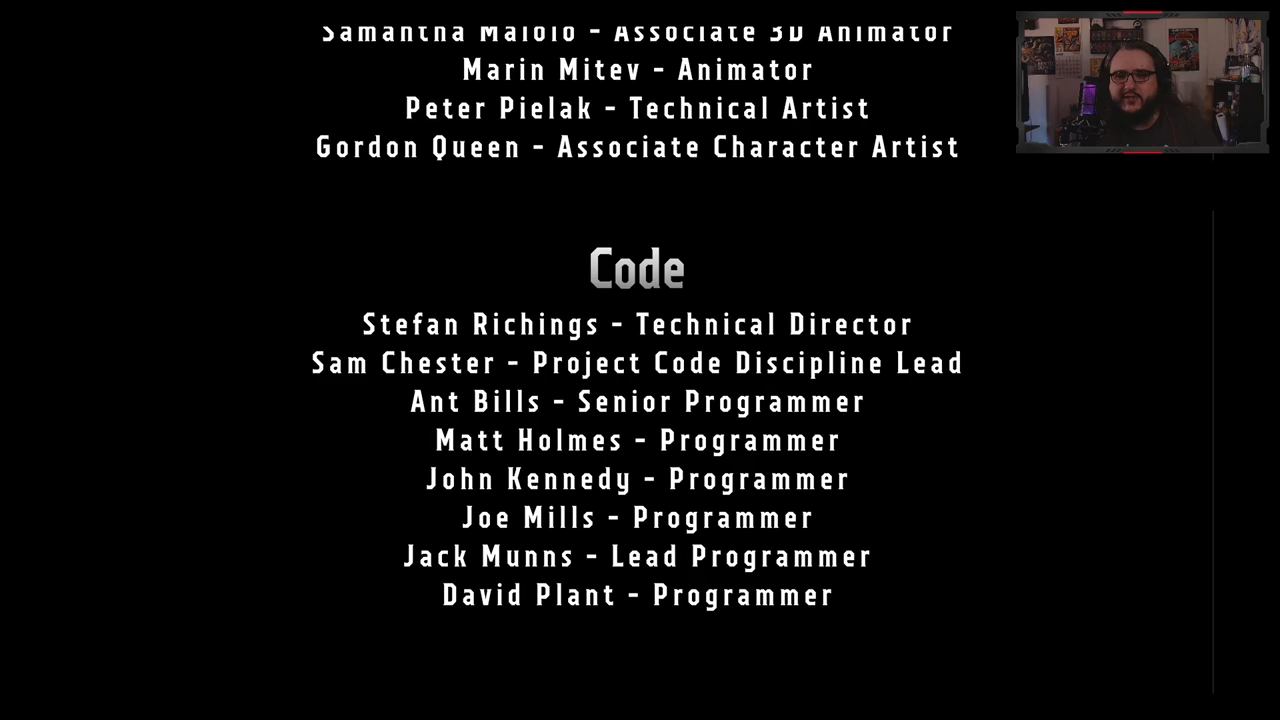 Samantha Maiolo - Associate 3D Animator
Marin Mitev - Animator
Peter Pielak - Technical Artist
Gordon Queen - Associate Character Artist
Code
Stefan Richings - Technical Director
Sam Chester - Project Code Discipline Lead
Ant Bills - Senior Programmer
Matt Holmes - Programmer
John Kennedy - Programmer
Joe Mills - Programmer
Jack Munns - Lead Programmer
David Plant - Programmer